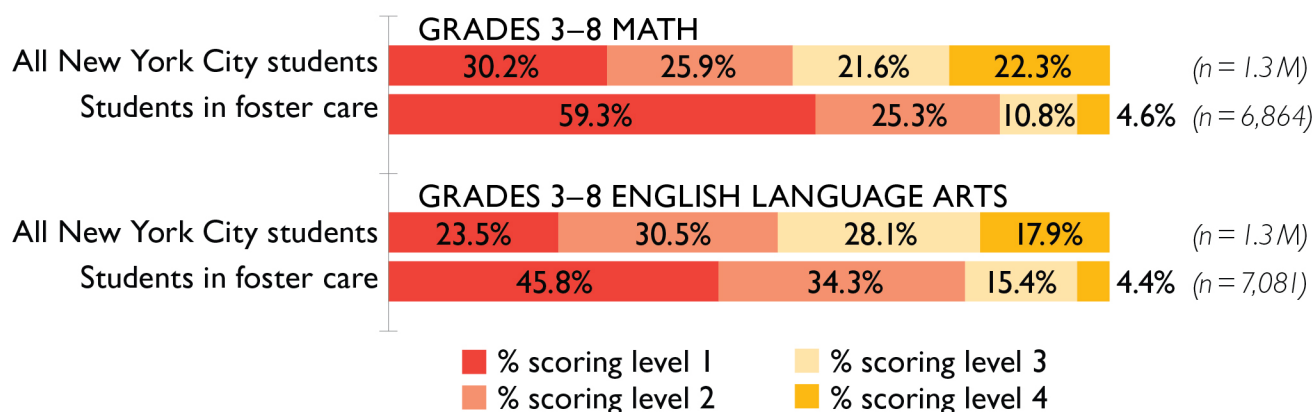 GRADES 3–8 MATH
All New York City students 30.2% 25.9% 21.6% 22.3% (n = 1.3 M)
Students in foster care 59.3% 25.3% 10.8% 4.6% (n = 6,864)
GRADES 3–8 ENGLISH LANGUAGE ARTS
All New York City students 23.5% 30.5% 28.1% 17.9% (n = 1.3 M)
Students in foster care 45.8% 34.3% 15.4% 4.4% (n = 7,081)
% scoring level 1 % scoring level 3
% scoring level 2 % scoring level 4